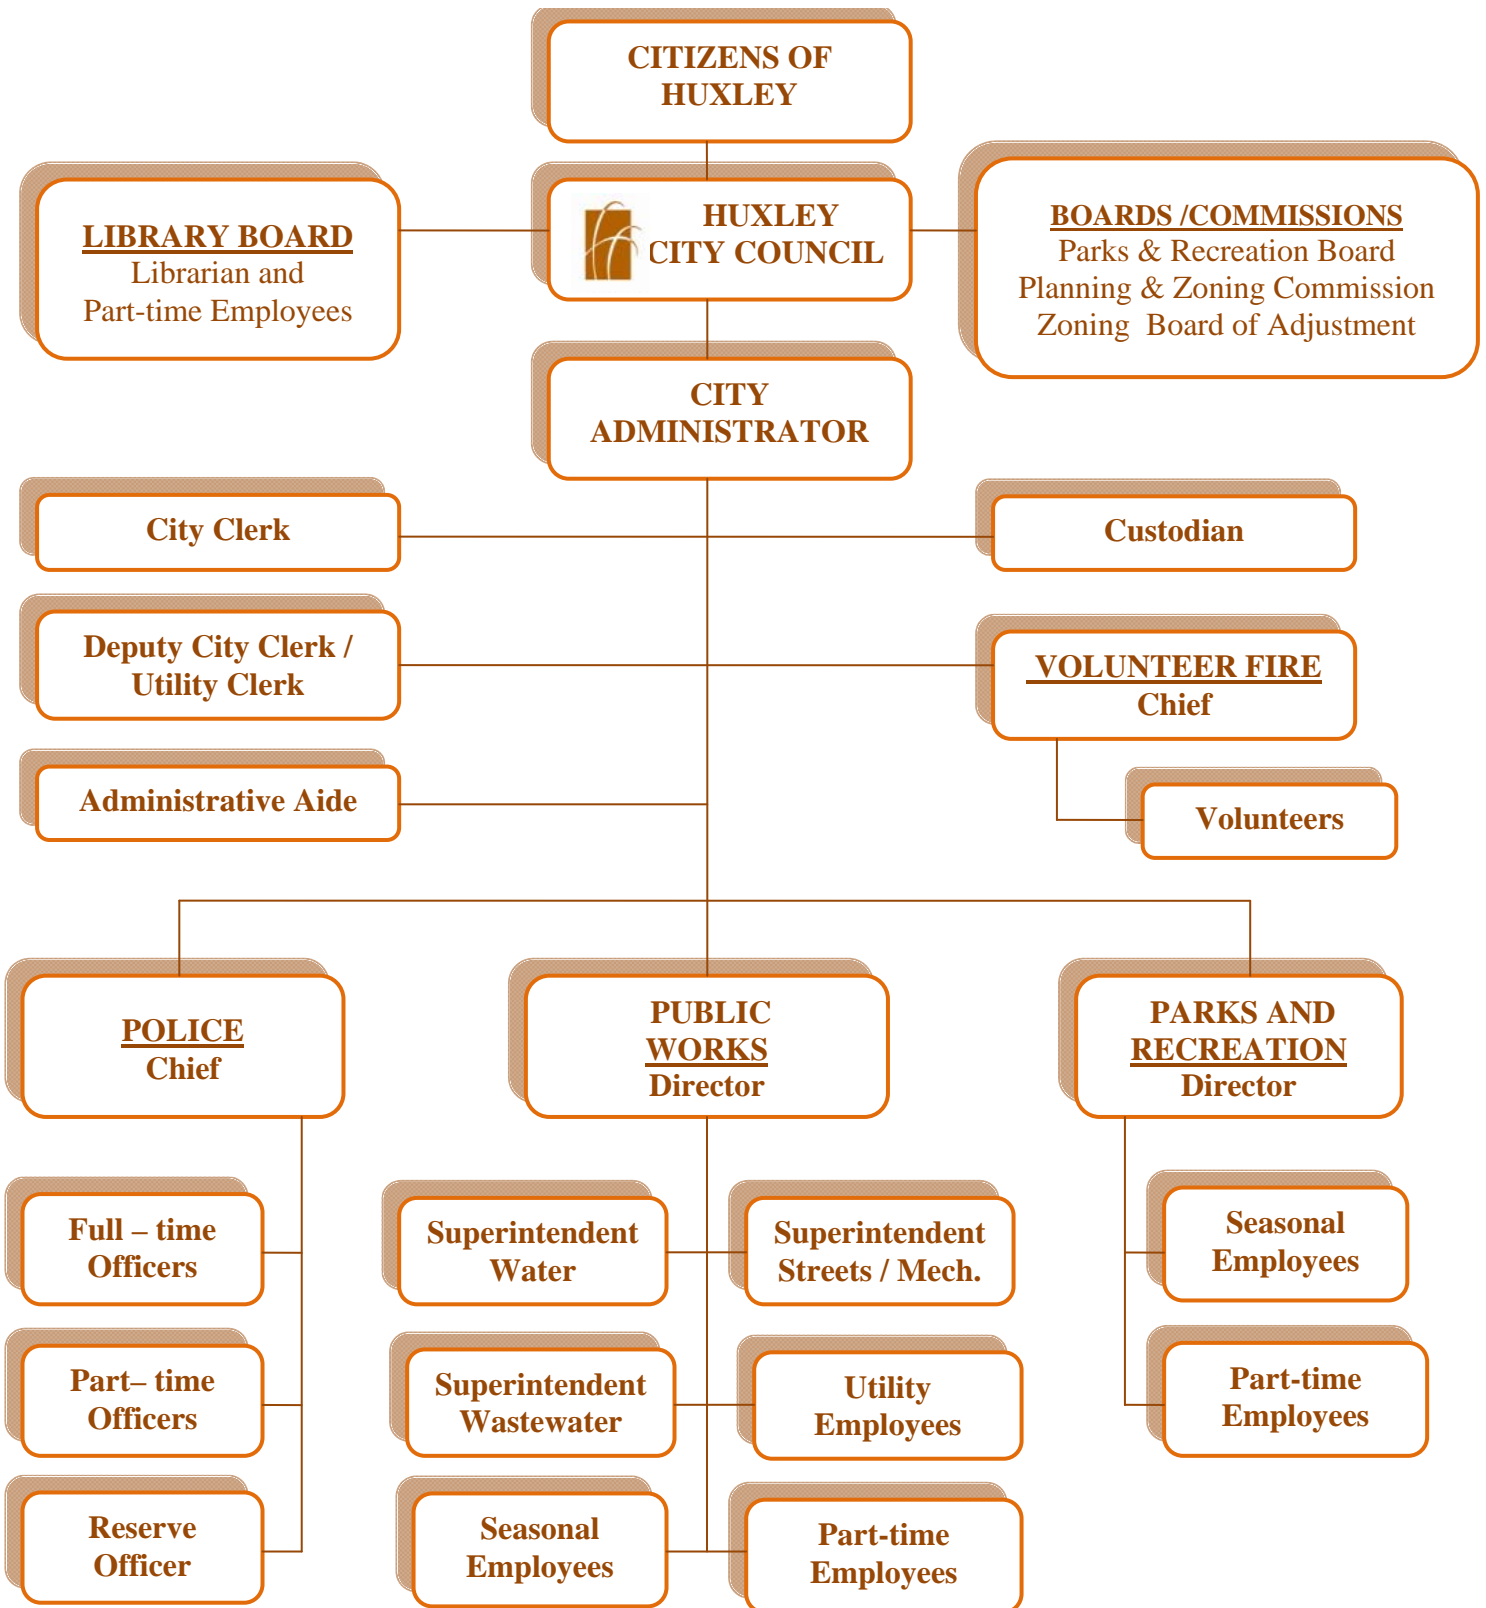 CITIZENS OF
HUXLEY
LIBRARY BOARD
Librarian and
Part-time Employees
HUXLEY
CITY COUNCIL
BOARDS /COMMISSIONS
Parks & Recreation Board
Planning & Zoning Commission
Zoning  Board of Adjustment
CITY
ADMINISTRATOR
City Clerk
Custodian
Deputy City Clerk /
Utility Clerk
VOLUNTEER FIRE
Chief
Administrative Aide
Volunteers
POLICE
Chief
PUBLIC
WORKS
Director
PARKS AND
RECREATION
Director
Full – time
Officers
Superintendent
Water
Superintendent
Streets / Mech.
Seasonal
Employees
Part– time
Officers
Superintendent
Wastewater
Utility
Employees
Part-time
Employees
Reserve
Officer
Seasonal
Employees
Part-time
Employees